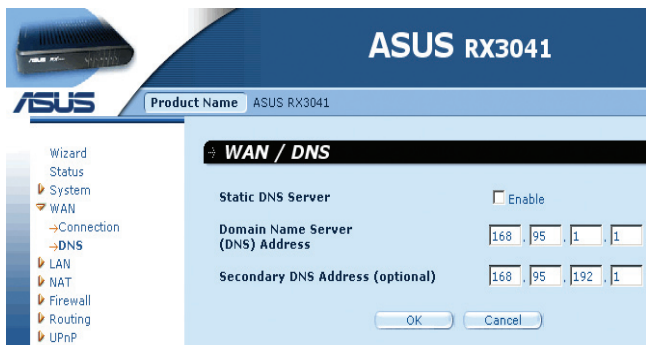 ASUS RX3041
ASUS
Product Name ASUS RX3041
Wizard
Status
System
WAN
→Connection
→DNS
LAN
NAT
Firewall
Routing
UPnP
WAN / DNS
Static DNS Server Enable
Domain Name Server
(DNS) Address 168 . 95 . 1 . 1
Secondary DNS Address (optional) 168 . 95 . 192 . 1
OK Cancel